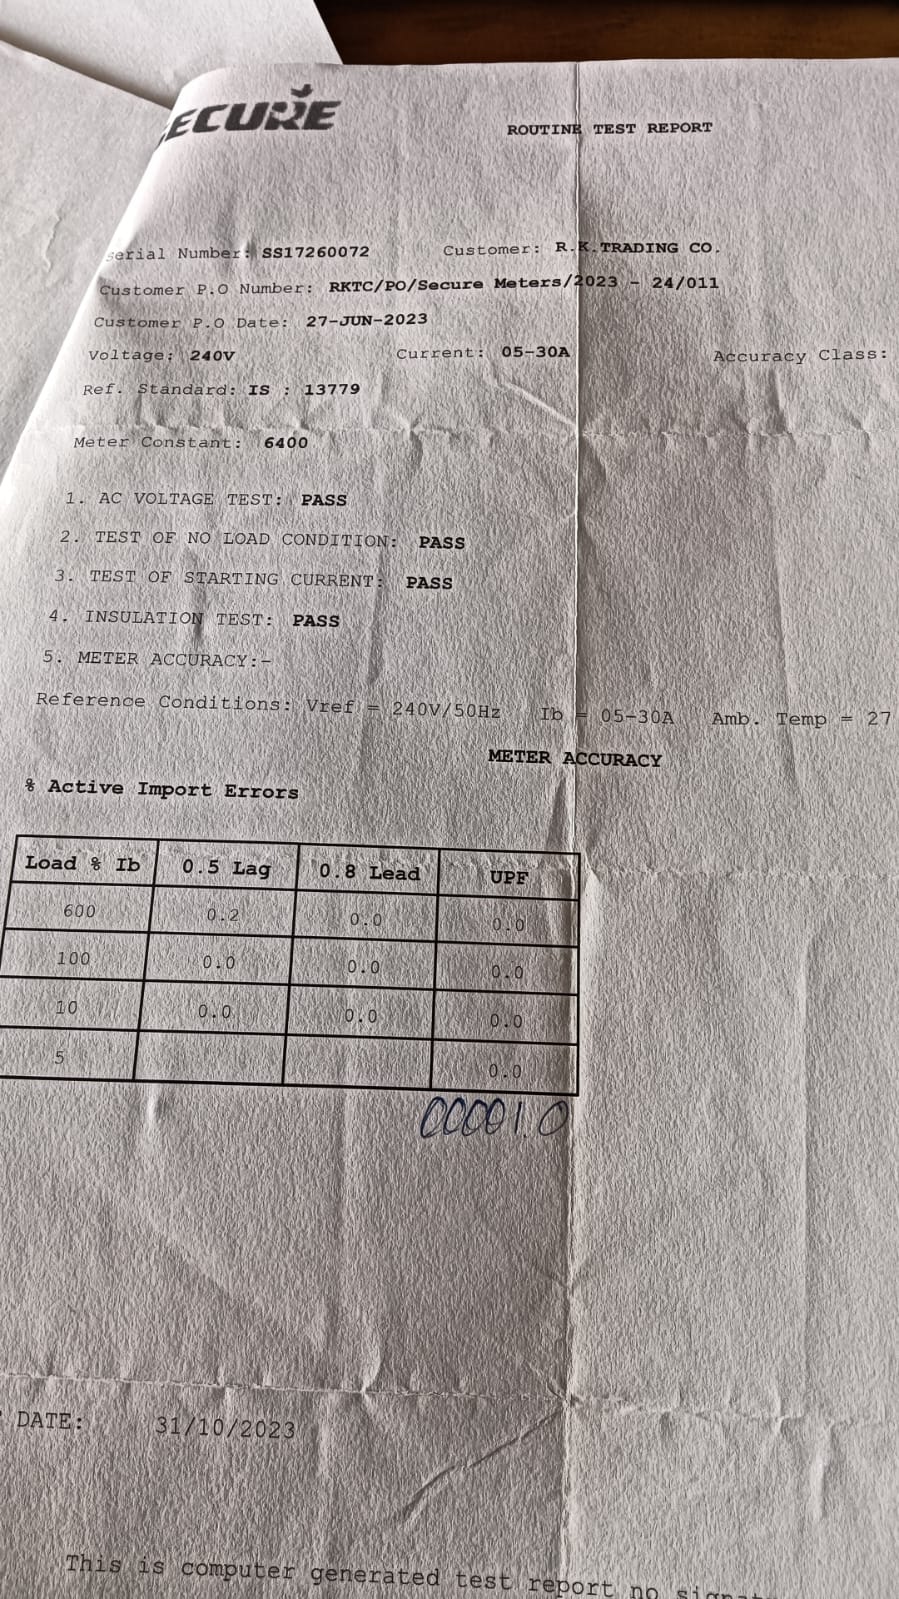 SECURE
ROUTINE TEST REPORT
Serial Number: SS17260072 Customer: R.K.TRADING CO.
Customer P.O Number: RKTC/PO/Secure Meters/2023 - 24/011
Customer P.O Date: 27-JUN-2023
Voltage: 240V Current: 05-30A Accuracy Class:
Ref. Standard: IS : 13779
Meter Constant: 6400
1. AC VOLTAGE TEST: PASS
2. TEST OF NO LOAD CONDITION: PASS
3. TEST OF STARTING CURRENT: PASS
4. INSULATION TEST: PASS
5. METER ACCURACY:-
Reference Conditions: Vref = 240V/50Hz Ib = 05-30A Amb. Temp = 27
METER ACCURACY
% Active Import Errors
Load % Ib 0.5 Lag 0.8 Lead UPF
600 0.2 0.0 0.0
100 0.0 0.0 0.0
10 0.0 0.0 0.0
5 0.0
00001.0
DATE: 31/10/2023
This is computer generated test report no